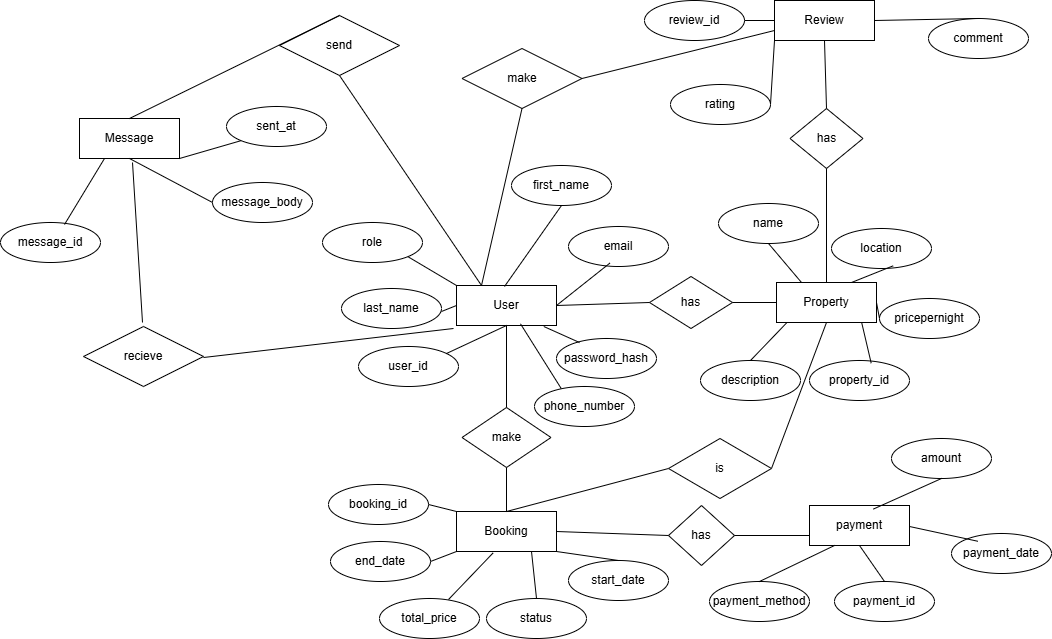 review_id
Review
comment
send
make
rating
Message
sent_at
has
first_name
message_body
name
message_id
role
email
location
User
has
Property
last_name
pricepernight
recieve
user_id
password_hash
description
property_id
phone_number
make
is
amount
booking_id
Booking
has
payment
end_date
start_date
payment_date
total_price
status
payment_method
payment_id